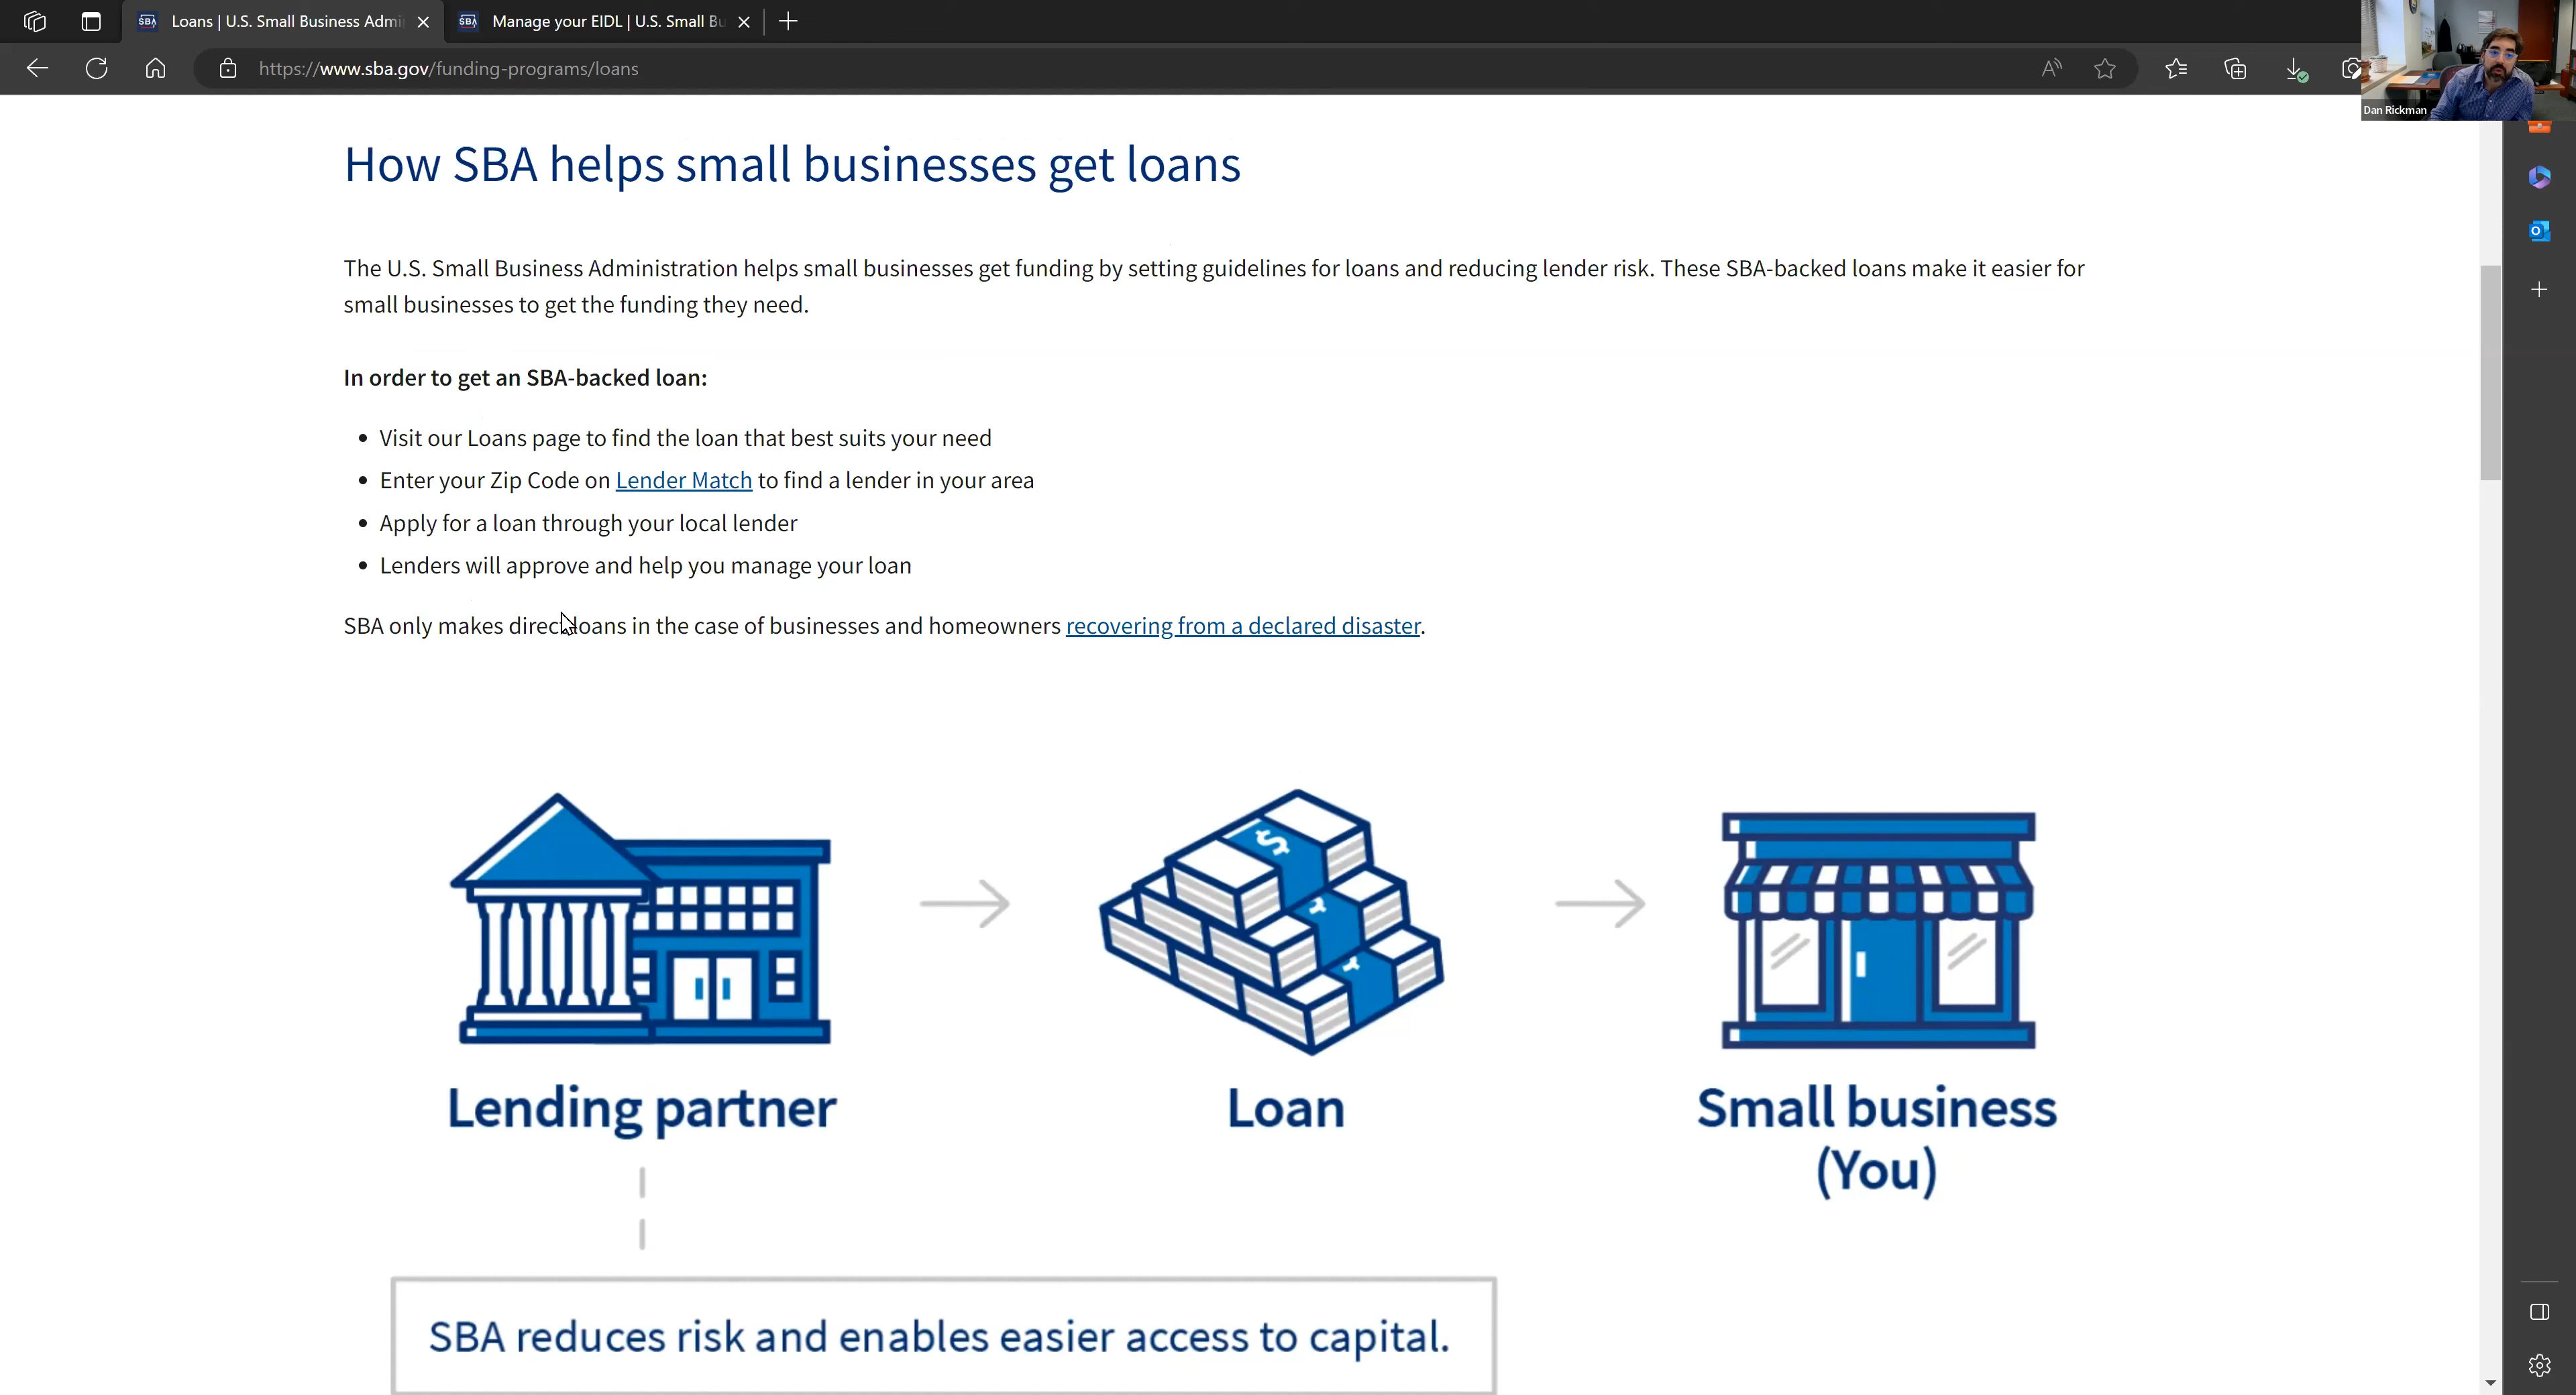 Loans | U.S. Small Business Admi
Manage your EIDL | U.S. Small Bu
https://www.sba.gov/funding-programs/loans
Dan Rickman
How SBA helps small businesses get loans
The U.S. Small Business Administration helps small businesses get funding by setting guidelines for loans and reducing lender risk. These SBA-backed loans make it easier for
small businesses to get the funding they need.
In order to get an SBA-backed loan:
• Visit our Loans page to find the loan that best suits your need
• Enter your Zip Code on Lender Match to find a lender in your area
• Apply for a loan through your local lender
• Lenders will approve and help you manage your loan
SBA only makes direct loans in the case of businesses and homeowners recovering from a declared disaster.
Lending partner
Loan
Small business
(You)
SBA reduces risk and enables easier access to capital.